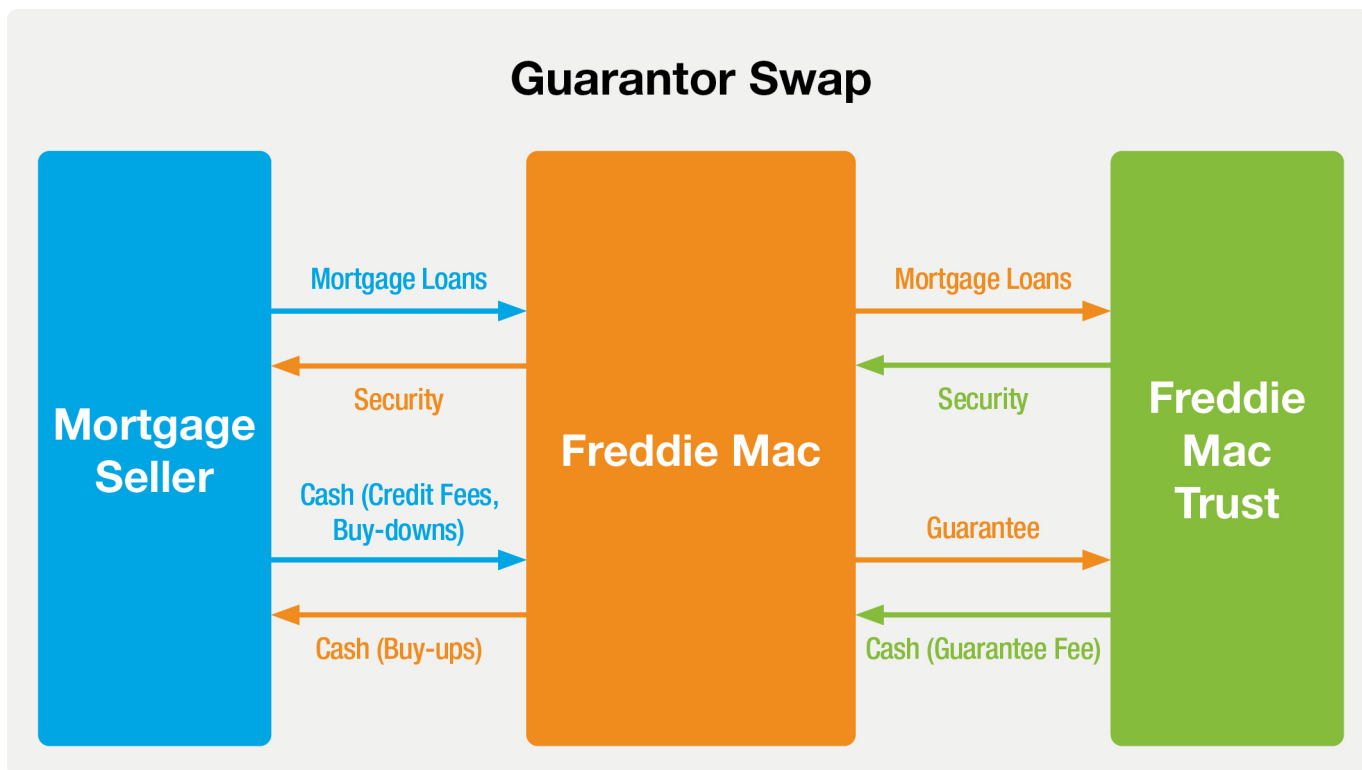 Guarantor Swap
Mortgage Loans
Mortgage Loans
Security
Security
Mortgage
Seller
Freddie Mac
Freddie
Mac
Trust
Cash (Credit Fees,
Buy-downs)
Guarantee
Cash (Buy-ups)
Cash (Guarantee Fee)